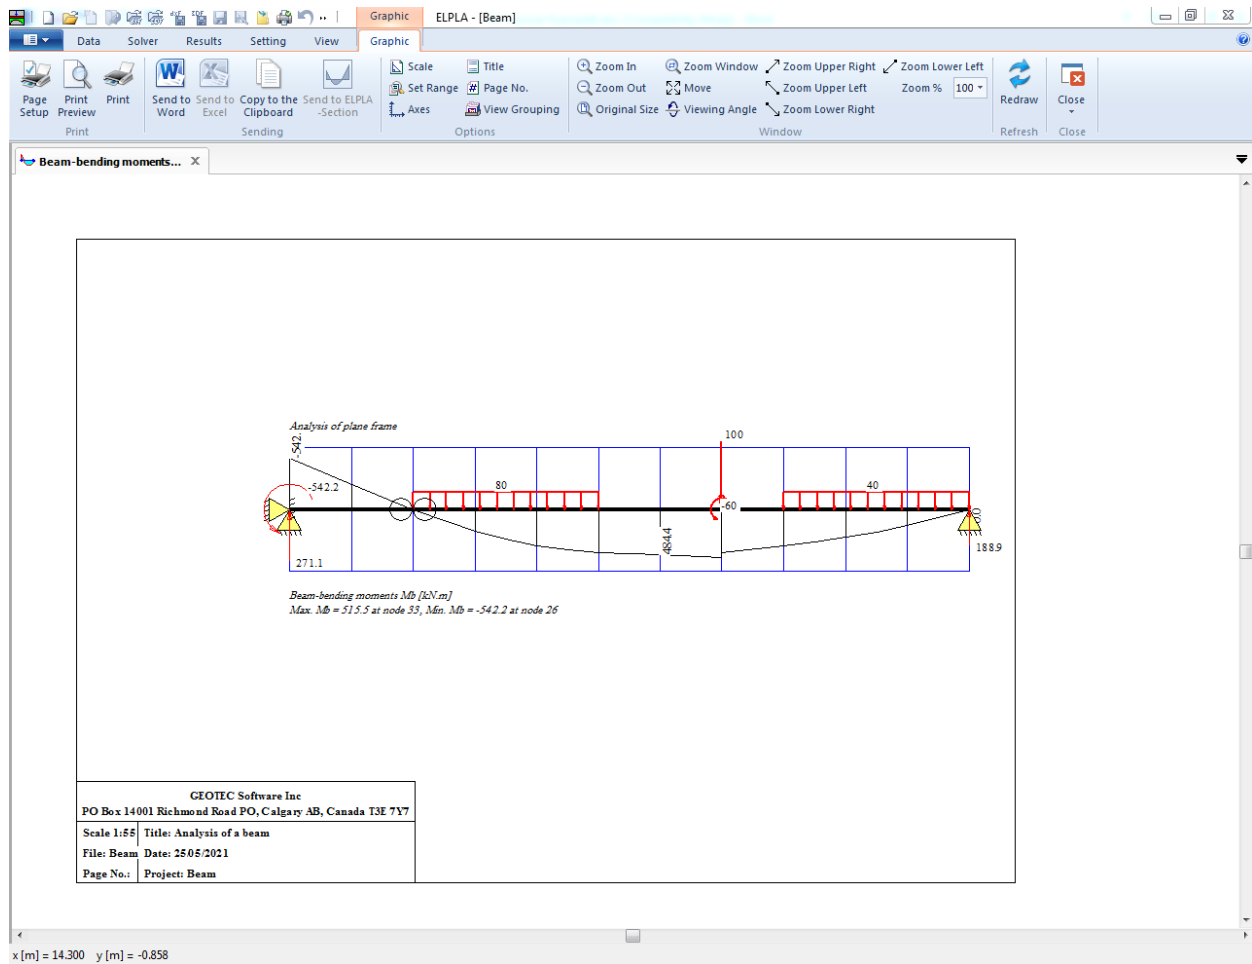 Graphic
ELPLA - [Beam]
Data
Solver
Results
Setting
View
Graphic
Page Setup
Print Preview
Print
Send to Word
Send to Excel
Copy to the Clipboard
Send to ELPLA -Section
Scale
Set Range
Axes
Title
Page No.
View Grouping
Zoom In
Zoom Out
Original Size
Zoom Window
Move
Viewing Angle
Zoom Upper Right
Zoom Upper Left
Zoom Lower Right
Zoom Lower Left
Zoom % 100
Redraw
Close
Print
Sending
Options
Window
Refresh
Close
Beam-bending moments... X
Analysis of plane frame
-542.
100
-542.2
80
-60
40
484.4
0.0
271.1
188.9
Beam-bending moments Mb [kN.m]
Max. Mb = 515.5 at node 33, Min. Mb = -542.2 at node 26
GEOTEC Software Inc
PO Box 14001 Richmond Road PO, Calgary AB, Canada T3E 7Y7
Scale 1:55 Title: Analysis of a beam
File: Beam Date: 25/05/2021
Page No.: Project: Beam
x [m] = 14.300 y [m] = -0.858